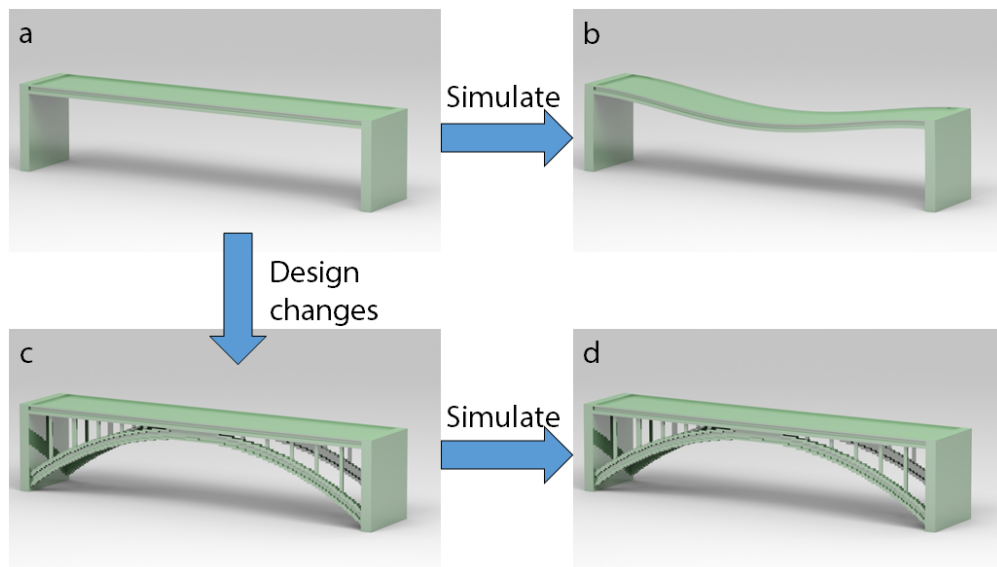 a
b
Simulate
Design
changes
c
d
Simulate